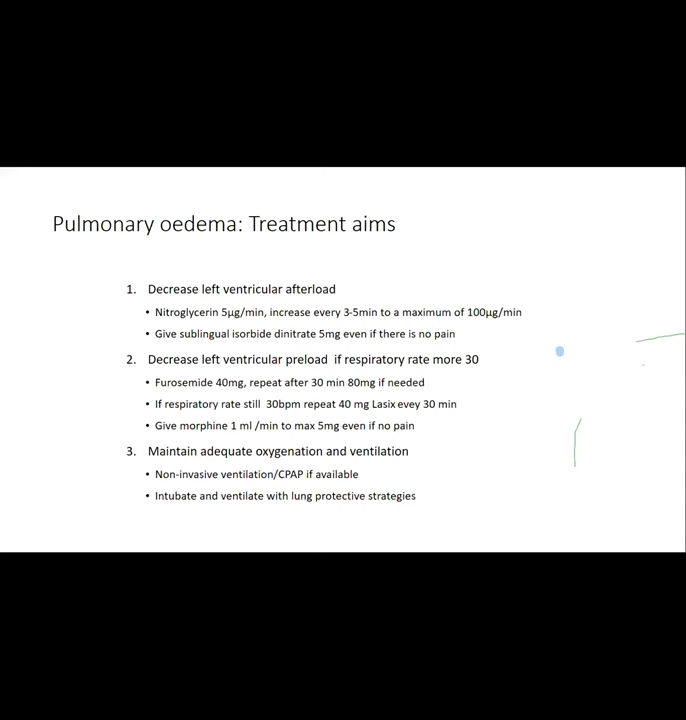 Pulmonary oedema: Treatment aims
1. Decrease left ventricular afterload
• Nitroglycerin 5µg/min, increase every 3-5min to a maximum of 100µg/min
• Give sublingual isorbide dinitrate 5mg even if there is no pain
2. Decrease left ventricular preload if respiratory rate more 30
• Furosemide 40mg, repeat after 30 min 80mg if needed
• If respiratory rate still 30bpm repeat 40 mg Lasix evey 30 min
• Give morphine 1 ml /min to max 5mg even if no pain
3. Maintain adequate oxygenation and ventilation
• Non-invasive ventilation/CPAP if available
• Intubate and ventilate with lung protective strategies